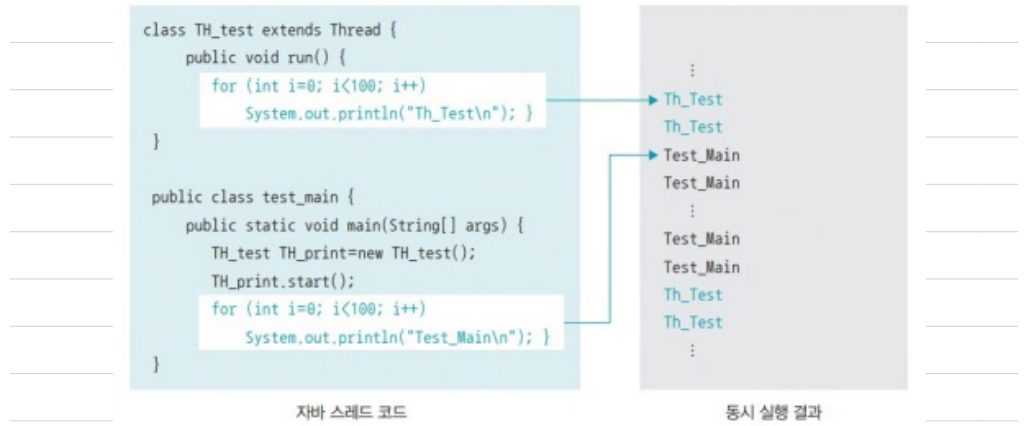 class TH_test extends Thread {
public void run() {
for (int i=0; i<100; i++)
System.out.println("Th_Test\n"); }
}
public class test_main {
public static void main(String[] args) {
TH_test TH_print=new TH_test();
TH_print.start();
for (int i=0; i<100; i++)
System.out.println("Test_Main\n"); }
}
자바 스레드 코드
⋮
Th_Test
Th_Test
Test_Main
Test_Main
⋮
Test_Main
Test_Main
Th_Test
Th_Test
⋮
동시 실행 결과